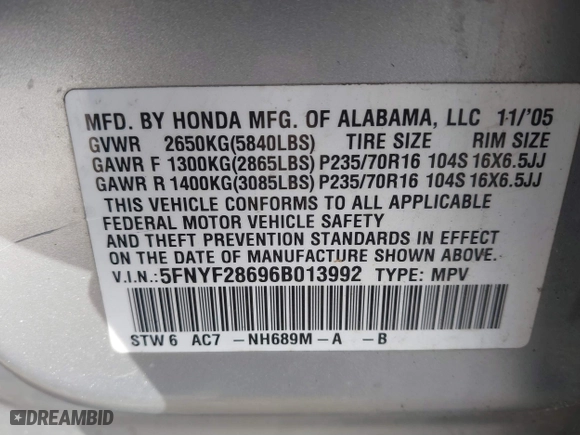 MFD. BY HONDA MFG. OF ALABAMA, LLC 11/'05
GVWR 2650KG(5840LBS) TIRE SIZE RIM SIZE
GAWR F 1300KG(2865LBS) P235/70R16 104S 16X6.5JJ
GAWR R 1400KG(3085LBS) P235/70R16 104S 16X6.5JJ
THIS VEHICLE CONFORMS TO ALL APPLICABLE
FEDERAL MOTOR VEHICLE SAFETY
AND THEFT PREVENTION STANDARDS IN EFFECT
ON THE DATE OF MANUFACTURE SHOWN ABOVE.
V.I.N.: 5FNYF28696B013992 TYPE: MPV
STW 6 AC7 -NH689M-A -B
DREAMBID